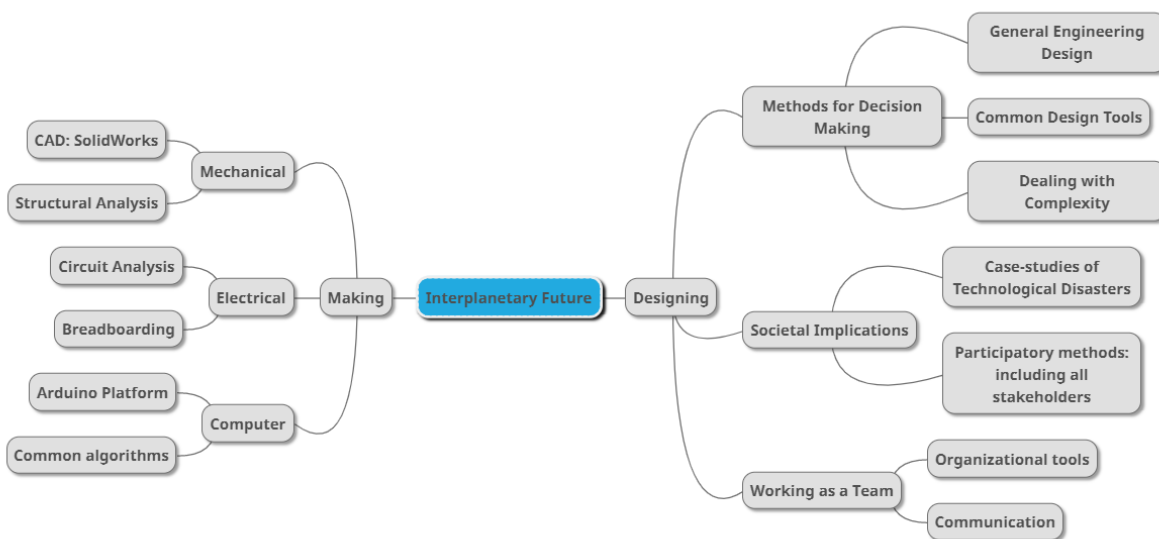 General Engineering
Design
Methods for Decision
Making
Common Design Tools
CAD: SolidWorks
Mechanical
Dealing with
Complexity
Structural Analysis
Circuit Analysis
Case-studies of
Technological Disasters
Electrical
Making
Interplanetary Future
Designing
Breadboarding
Societal Implications
Participatory methods:
including all
stakeholders
Arduino Platform
Computer
Common algorithms
Organizational tools
Working as a Team
Communication